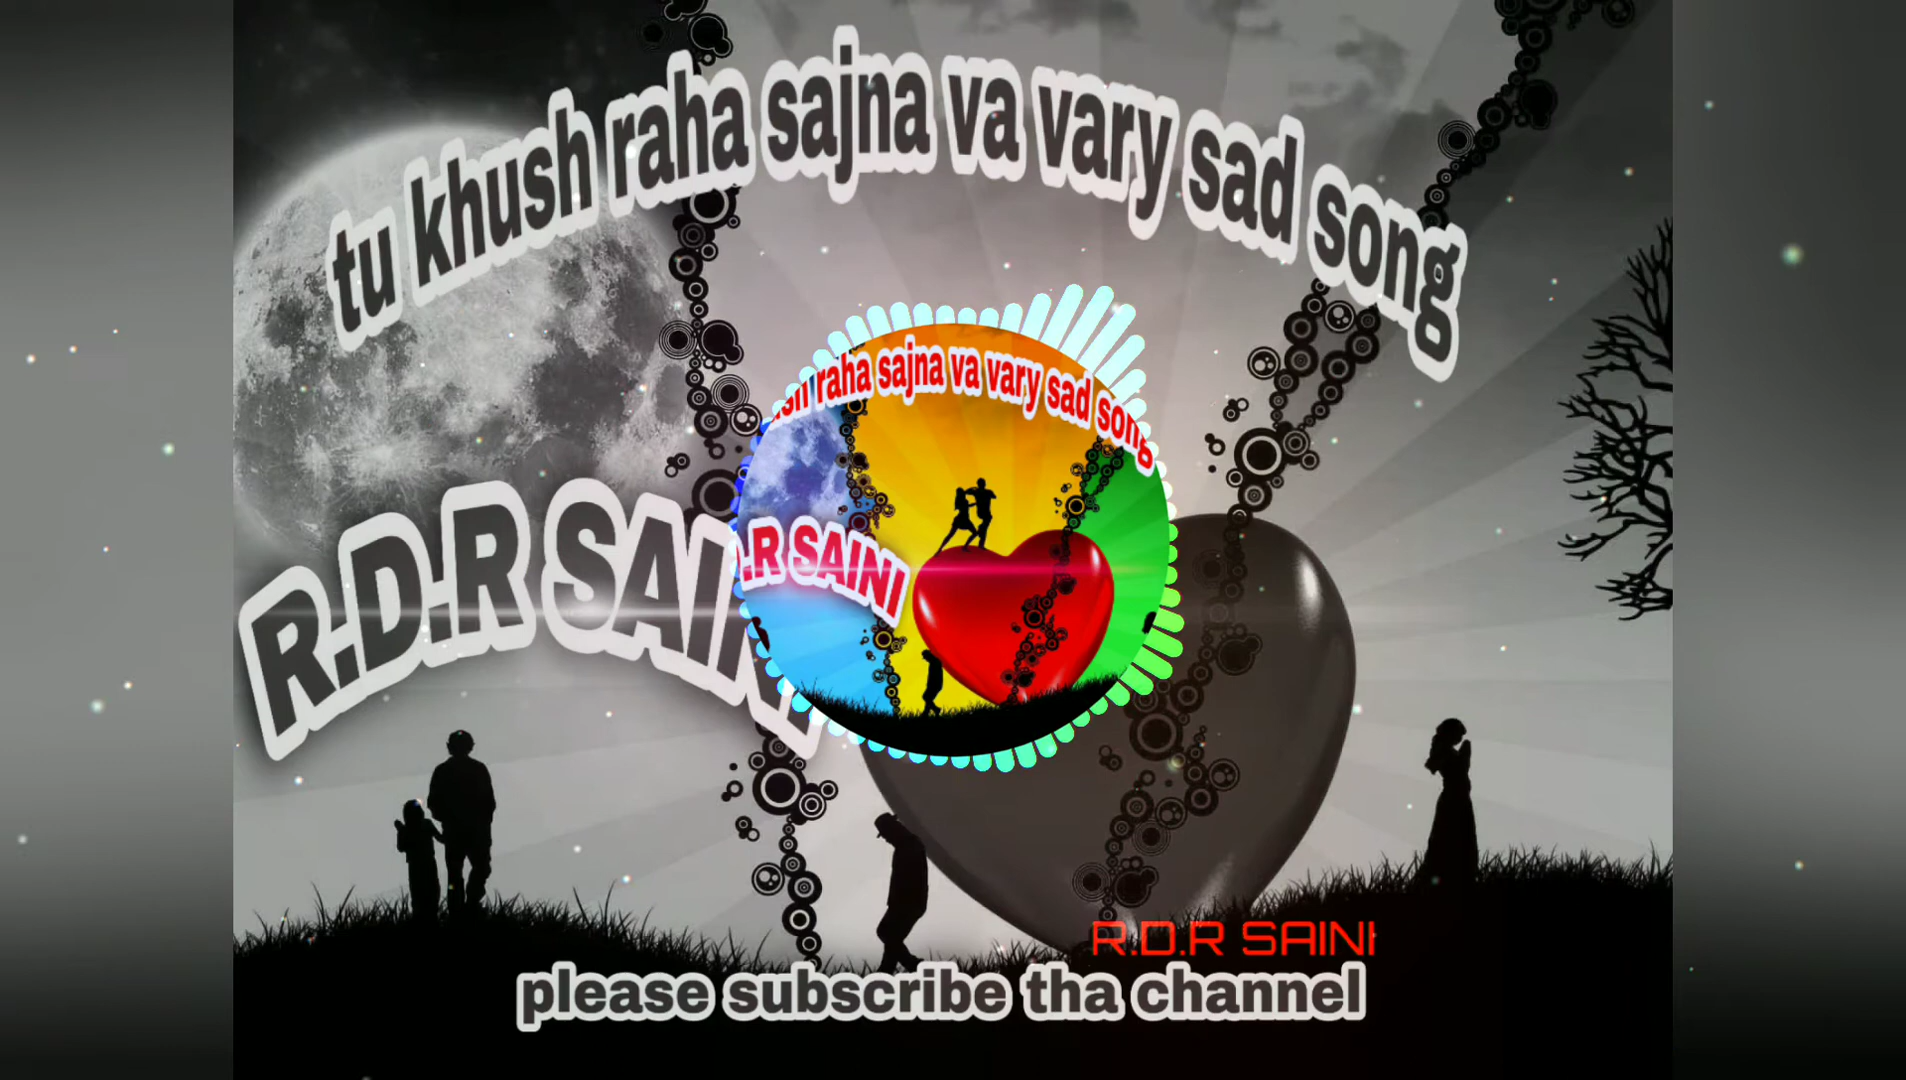 tu khush raha sajna va vary sad song
ush raha sajna va vary sad song
.R SAINI
R.D.R SAINI
R.D.R SAINI
please subscribe tha channel